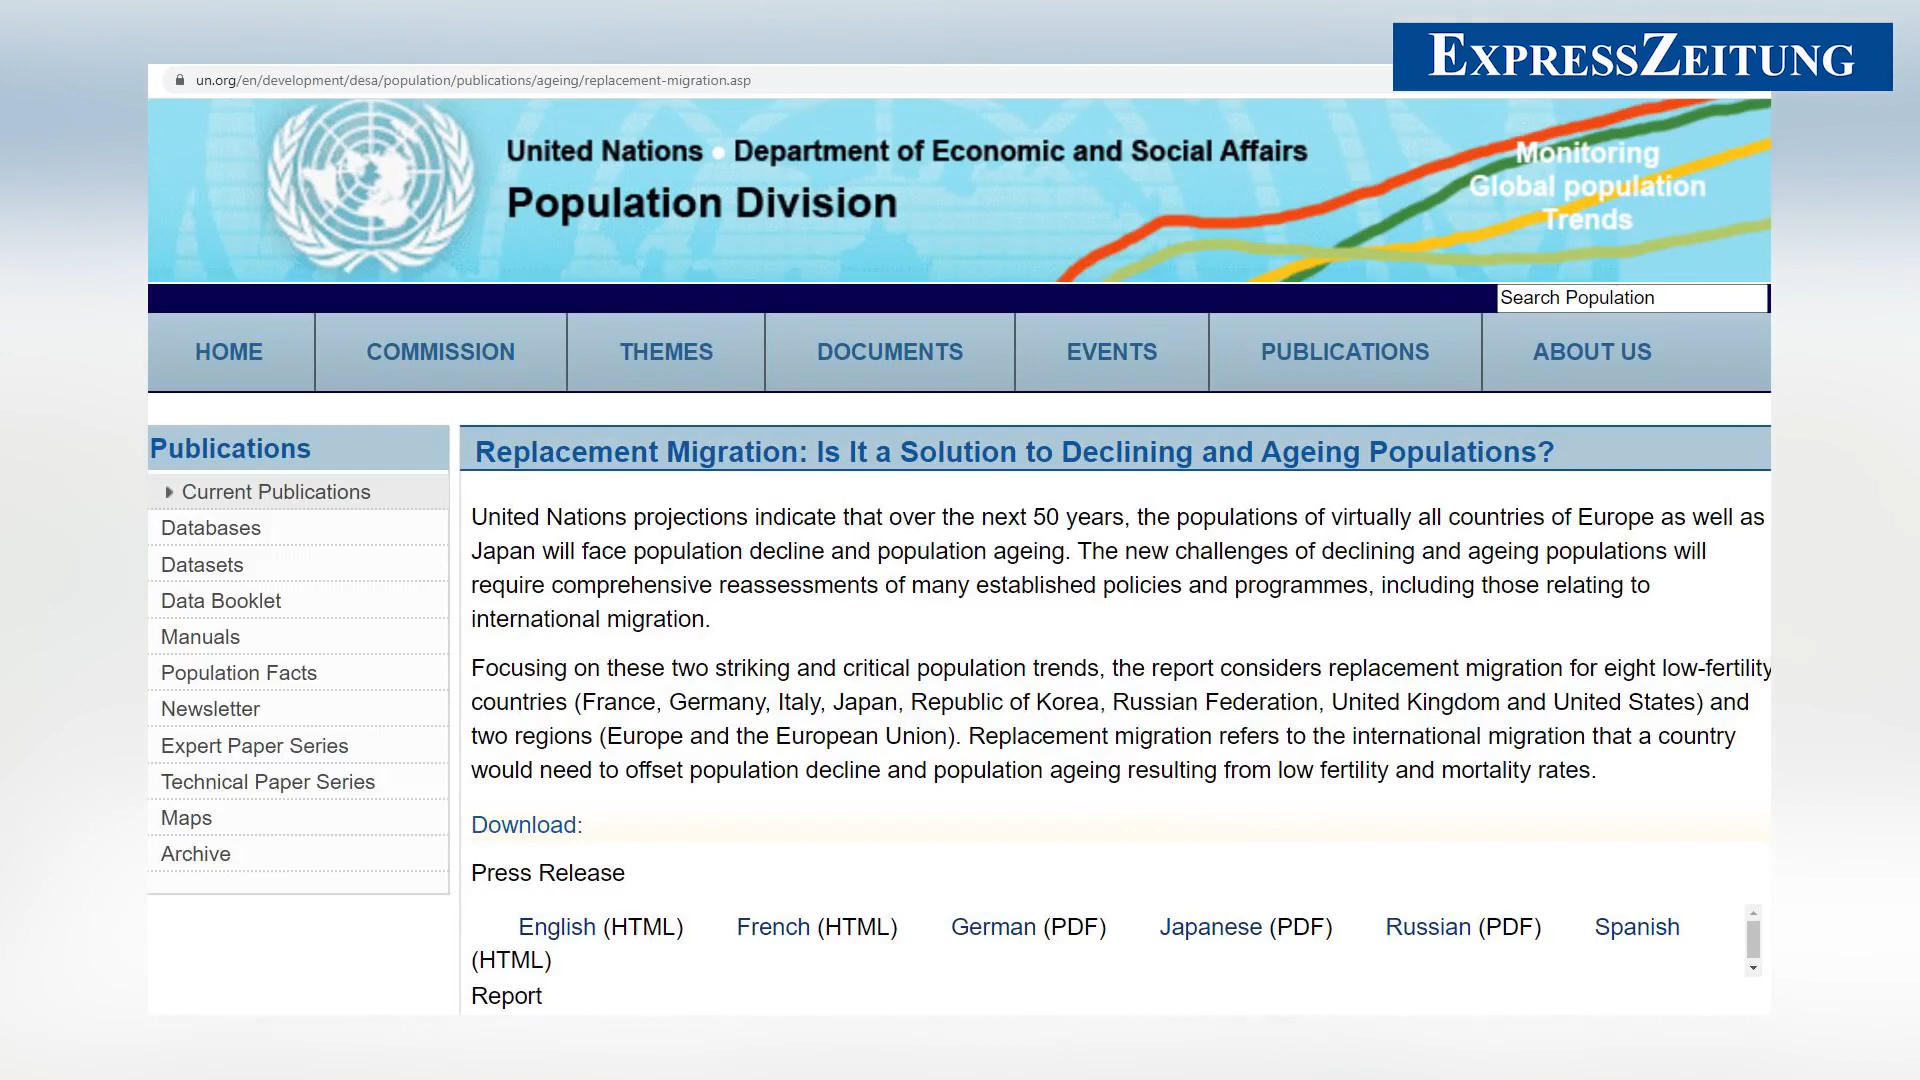 EXPRESSZEITUNG
un.org/en/development/desa/population/publications/ageing/replacement-migration.asp
United Nations • Department of Economic and Social Affairs
Population Division
Monitoring
Global population
Trends
Search Population
HOME COMMISSION THEMES DOCUMENTS EVENTS PUBLICATIONS ABOUT US
Publications
Current Publications
Databases
Datasets
Data Booklet
Manuals
Population Facts
Newsletter
Expert Paper Series
Technical Paper Series
Maps
Archive
Replacement Migration: Is It a Solution to Declining and Ageing Populations?
United Nations projections indicate that over the next 50 years, the populations of virtually all countries of Europe as well as
Japan will face population decline and population ageing. The new challenges of declining and ageing populations will
require comprehensive reassessments of many established policies and programmes, including those relating to
international migration.
Focusing on these two striking and critical population trends, the report considers replacement migration for eight low-fertility
countries (France, Germany, Italy, Japan, Republic of Korea, Russian Federation, United Kingdom and United States) and
two regions (Europe and the European Union). Replacement migration refers to the international migration that a country
would need to offset population decline and population ageing resulting from low fertility and mortality rates.
Download:
Press Release
English (HTML) French (HTML) German (PDF) Japanese (PDF) Russian (PDF) Spanish
(HTML)
Report